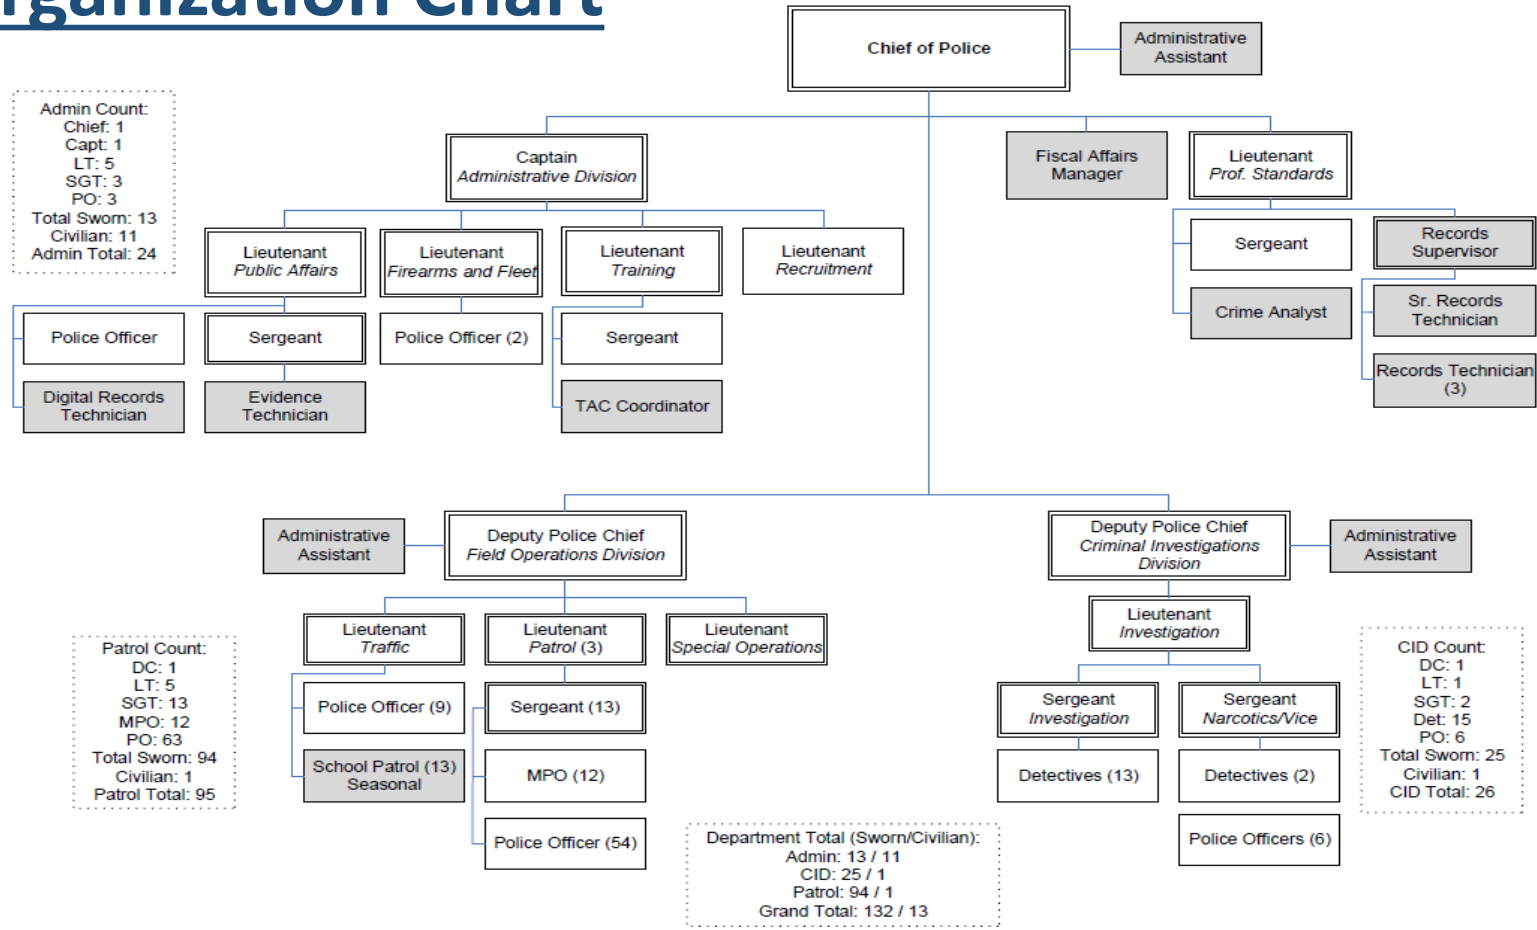 rganization Chart
Chief of Police
Administrative
Assistant
Admin Count:
Chief: 1
Capt: 1
LT: 5
SGT: 3
PO: 3
Total Sworn: 13
Civilian: 11
Admin Total: 24
Captain
Administrative Division
Fiscal Affairs
Manager
Lieutenant
Prof. Standards
Lieutenant
Public Affairs
Lieutenant
Firearms and Fleet
Lieutenant
Training
Lieutenant
Recruitment
Sergeant
Records
Supervisor
Police Officer
Sergeant
Police Officer (2)
Sergeant
Crime Analyst
Sr. Records
Technician
Digital Records
Technician
Evidence
Technician
TAC Coordinator
Records Technician
(3)
Administrative
Assistant
Deputy Police Chief
Field Operations Division
Deputy Police Chief
Criminal Investigations
Division
Administrative
Assistant
Lieutenant
Traffic
Lieutenant
Patrol (3)
Lieutenant
Special Operations
Lieutenant
Investigation
Patrol Count:
DC: 1
LT: 5
SGT: 13
MPO: 12
PO: 63
Total Sworn: 94
Civilian: 1
Patrol Total: 95
Police Officer (9)
Sergeant (13)
Sergeant
Investigation
Sergeant
Narcotics/Vice
CID Count:
DC: 1
LT: 1
SGT: 2
Det: 15
PO: 6
Total Sworn: 25
Civilian: 1
CID Total: 26
School Patrol (13)
Seasonal
MPO (12)
Detectives (13)
Detectives (2)
Police Officer (54)
Police Officers (6)
Department Total (Sworn/Civilian):
Admin: 13 / 11
CID: 25 / 1
Patrol: 94 / 1
Grand Total: 132 / 13